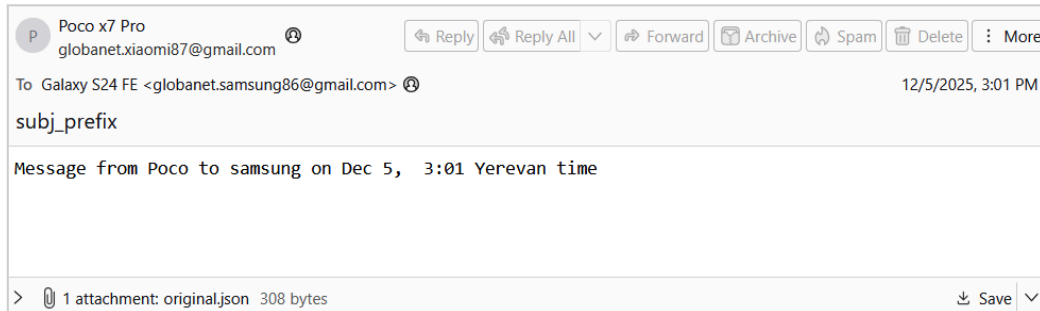 P
Poco x7 Pro
globanet.xiaomi87@gmail.com
Reply Reply All Forward Archive Spam Delete More
To Galaxy S24 FE <globanet.samsung86@gmail.com> 12/5/2025, 3:01 PM
subj_prefix
Message from Poco to samsung on Dec 5,  3:01 Yerevan time
1 attachment: original.json 308 bytes Save